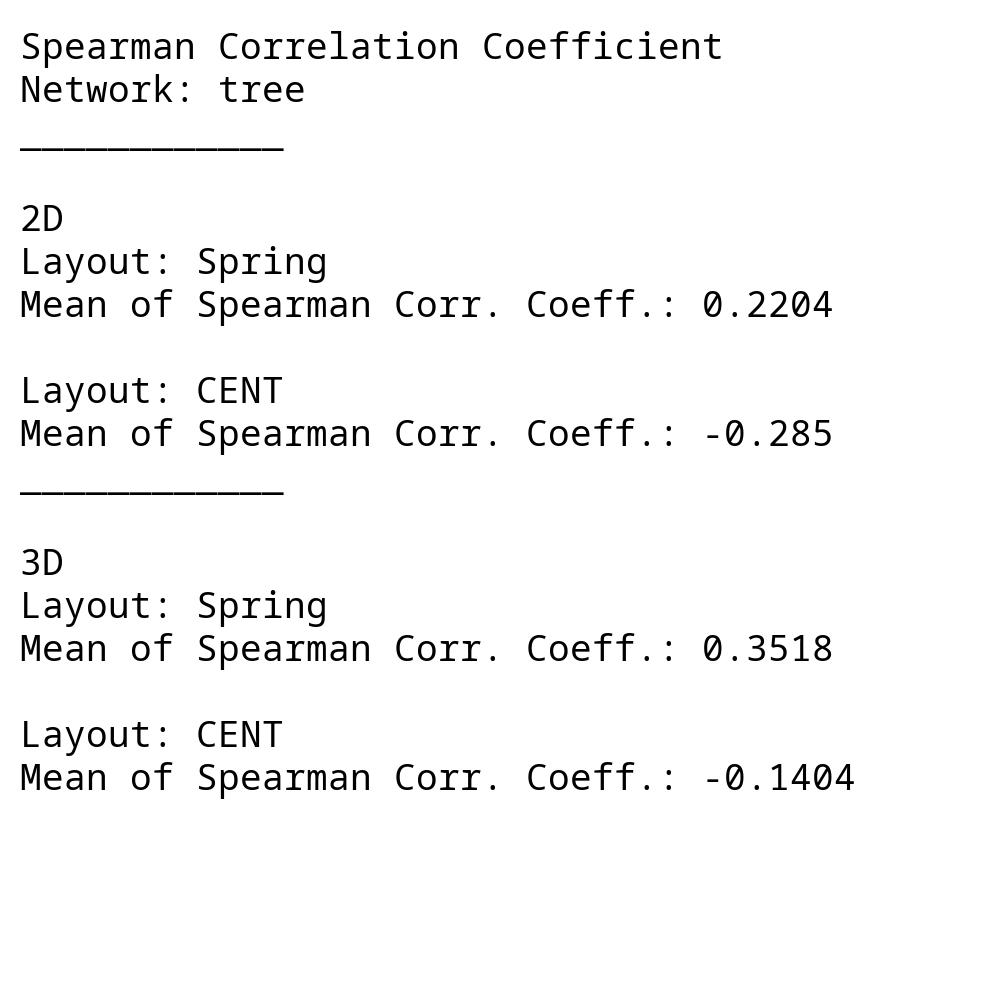 Spearman Correlation Coefficient
Network: tree
____________
2D
Layout: Spring
Mean of Spearman Corr. Coeff.: 0.2204
Layout: CENT
Mean of Spearman Corr. Coeff.: -0.285
____________
3D
Layout: Spring
Mean of Spearman Corr. Coeff.: 0.3518
Layout: CENT
Mean of Spearman Corr. Coeff.: -0.1404